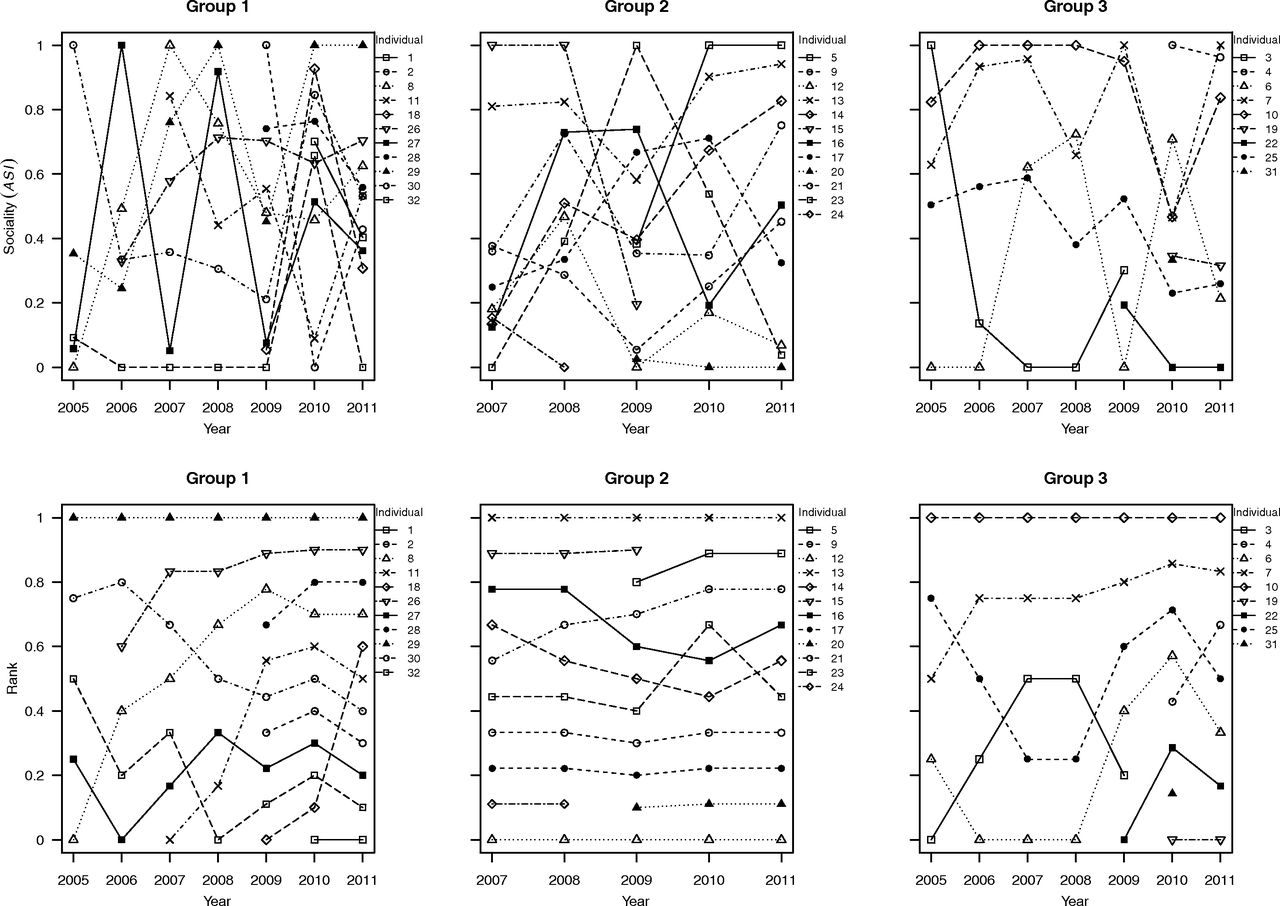 Group 1
Group 2
Group 3
Sociality (ASI)
1
0.8
0.6
0.4
0.2
0
2005 2006 2007 2008 2009 2010 2011
Year
Individual
1
2
8
11
18
26
27
28
29
30
32
2007 2008 2009 2010 2011
Year
Individual
5
9
12
13
14
15
16
17
20
21
23
24
2005 2006 2007 2008 2009 2010 2011
Year
Individual
3
4
6
7
10
19
22
25
31
Group 1
Group 2
Group 3
Rank
1
0.8
0.6
0.4
0.2
0
2005 2006 2007 2008 2009 2010 2011
Year
Individual
1
2
8
11
18
26
27
28
29
30
32
2007 2008 2009 2010 2011
Year
Individual
5
9
12
13
14
15
16
17
20
21
23
24
2005 2006 2007 2008 2009 2010 2011
Year
Individual
3
4
6
7
10
19
22
25
31